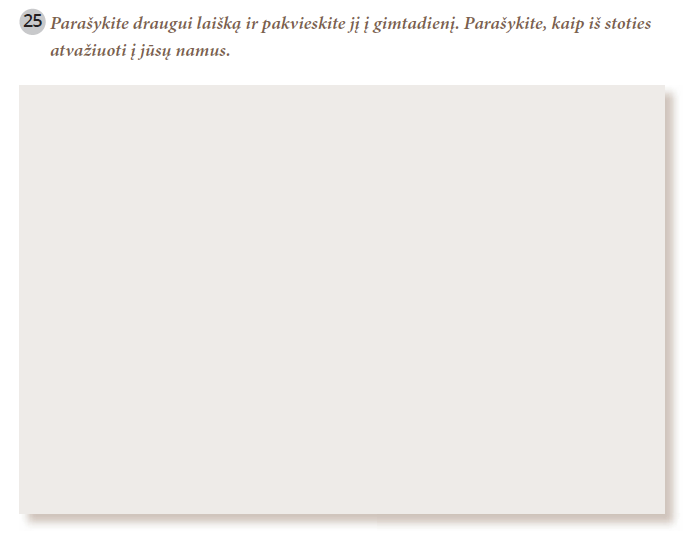 25 Parašykite draugui laišką ir pakvieskite jį į gimtadienį. Parašykite, kaip iš stoties
atvažiuoti į jūsų namus.